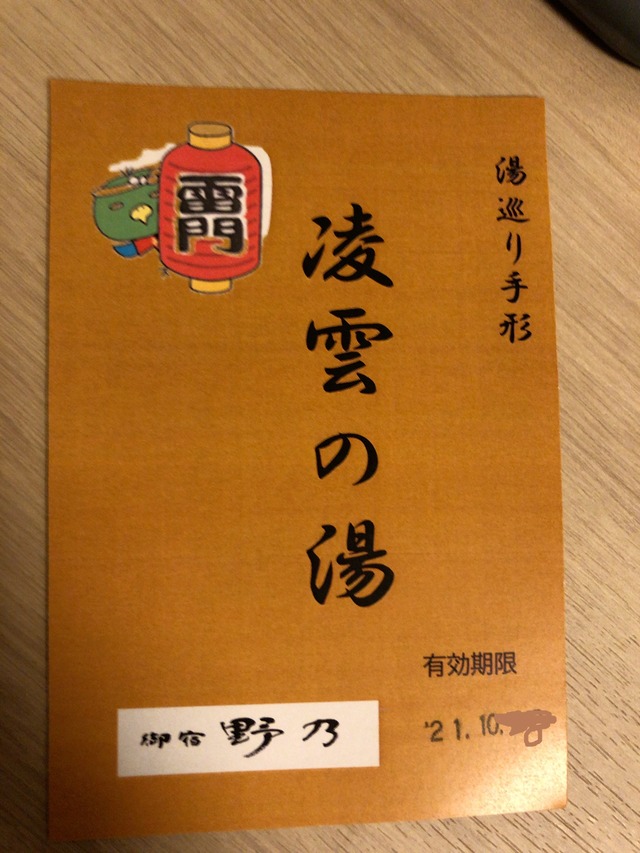 湯巡り手形
凌雲の湯
雷門
有効期限
'21.10.
御宿 野乃